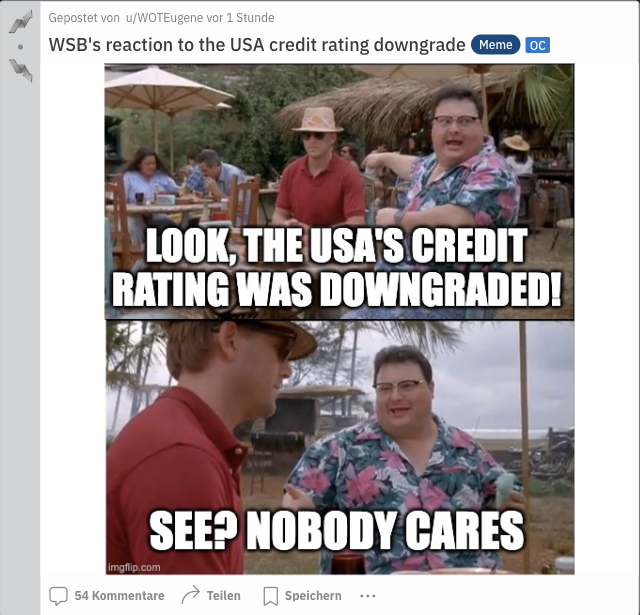 Gepostet von u/WOTEugene vor 1 Stunde
WSB's reaction to the USA credit rating downgrade Meme OC
LOOK, THE USA'S CREDIT
RATING WAS DOWNGRADED!
SEE? NOBODY CARES
imgflip.com
54 Kommentare Teilen Speichern